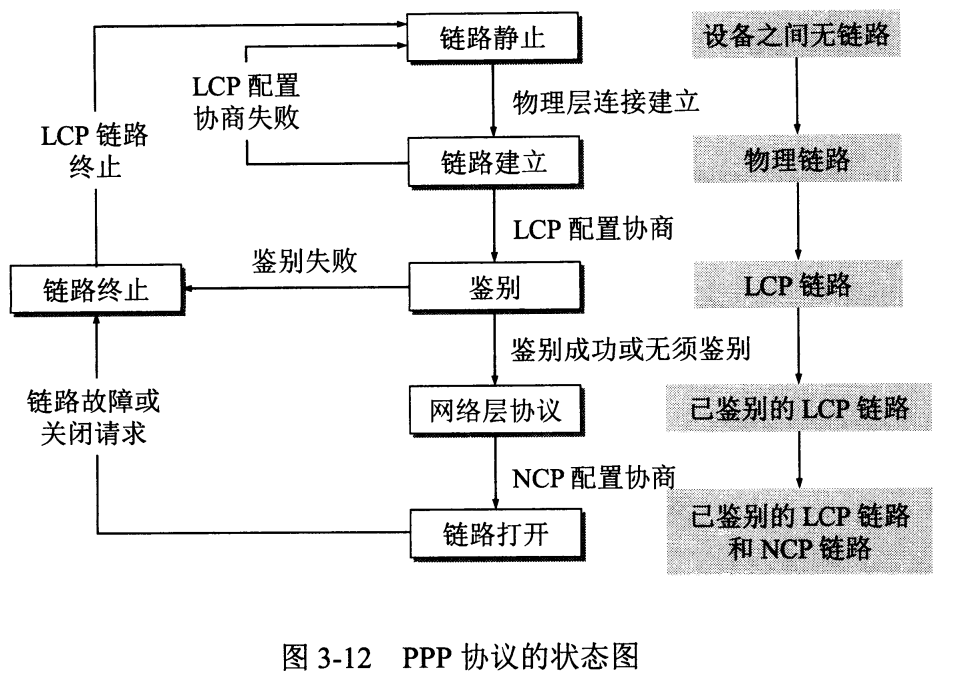 链路静止
设备之间无链路
LCP 配置
协商失败
物理层连接建立
LCP 链路
终止
链路建立
物理链路
LCP 配置协商
鉴别失败
链路终止
鉴别
LCP 链路
鉴别成功或无须鉴别
链路故障或
关闭请求
网络层协议
已鉴别的 LCP 链路
NCP 配置协商
链路打开
已鉴别的 LCP 链路
和 NCP 链路
图 3-12 PPP 协议的状态图